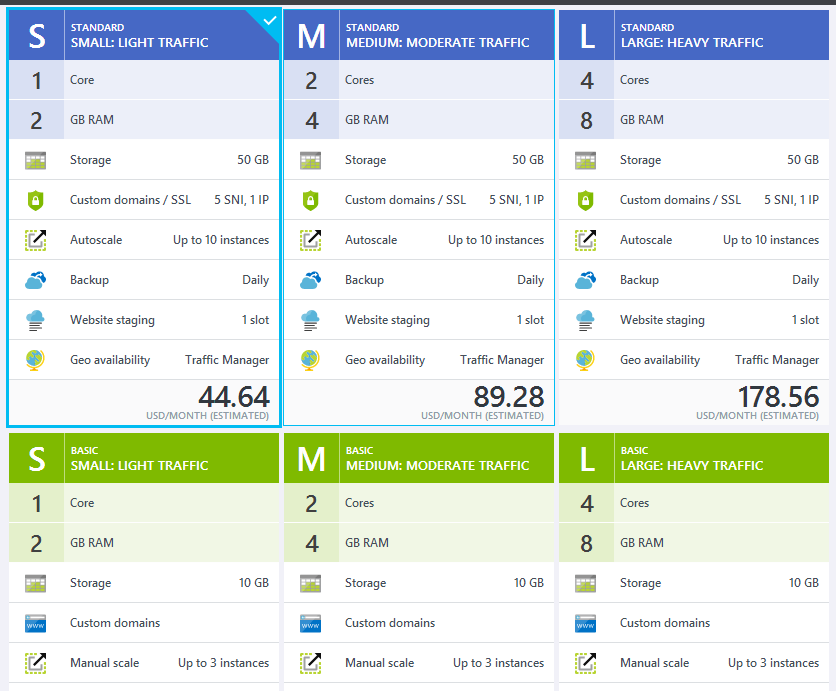 S STANDARD
SMALL: LIGHT TRAFFIC
1 Core
2 GB RAM
Storage 50 GB
Custom domains / SSL 5 SNI, 1 IP
Autoscale Up to 10 instances
Backup Daily
Website staging 1 slot
Geo availability Traffic Manager
44.64
USD/MONTH (ESTIMATED)
M STANDARD
MEDIUM: MODERATE TRAFFIC
2 Cores
4 GB RAM
Storage 50 GB
Custom domains / SSL 5 SNI, 1 IP
Autoscale Up to 10 instances
Backup Daily
Website staging 1 slot
Geo availability Traffic Manager
89.28
USD/MONTH (ESTIMATED)
L STANDARD
LARGE: HEAVY TRAFFIC
4 Cores
8 GB RAM
Storage 50 GB
Custom domains / SSL 5 SNI, 1 IP
Autoscale Up to 10 instances
Backup Daily
Website staging 1 slot
Geo availability Traffic Manager
178.56
USD/MONTH (ESTIMATED)
S BASIC
SMALL: LIGHT TRAFFIC
1 Core
2 GB RAM
Storage 10 GB
www Custom domains
Manual scale Up to 3 instances
M BASIC
MEDIUM: MODERATE TRAFFIC
2 Cores
4 GB RAM
Storage 10 GB
www Custom domains
Manual scale Up to 3 instances
L BASIC
LARGE: HEAVY TRAFFIC
4 Cores
8 GB RAM
Storage 10 GB
www Custom domains
Manual scale Up to 3 instances